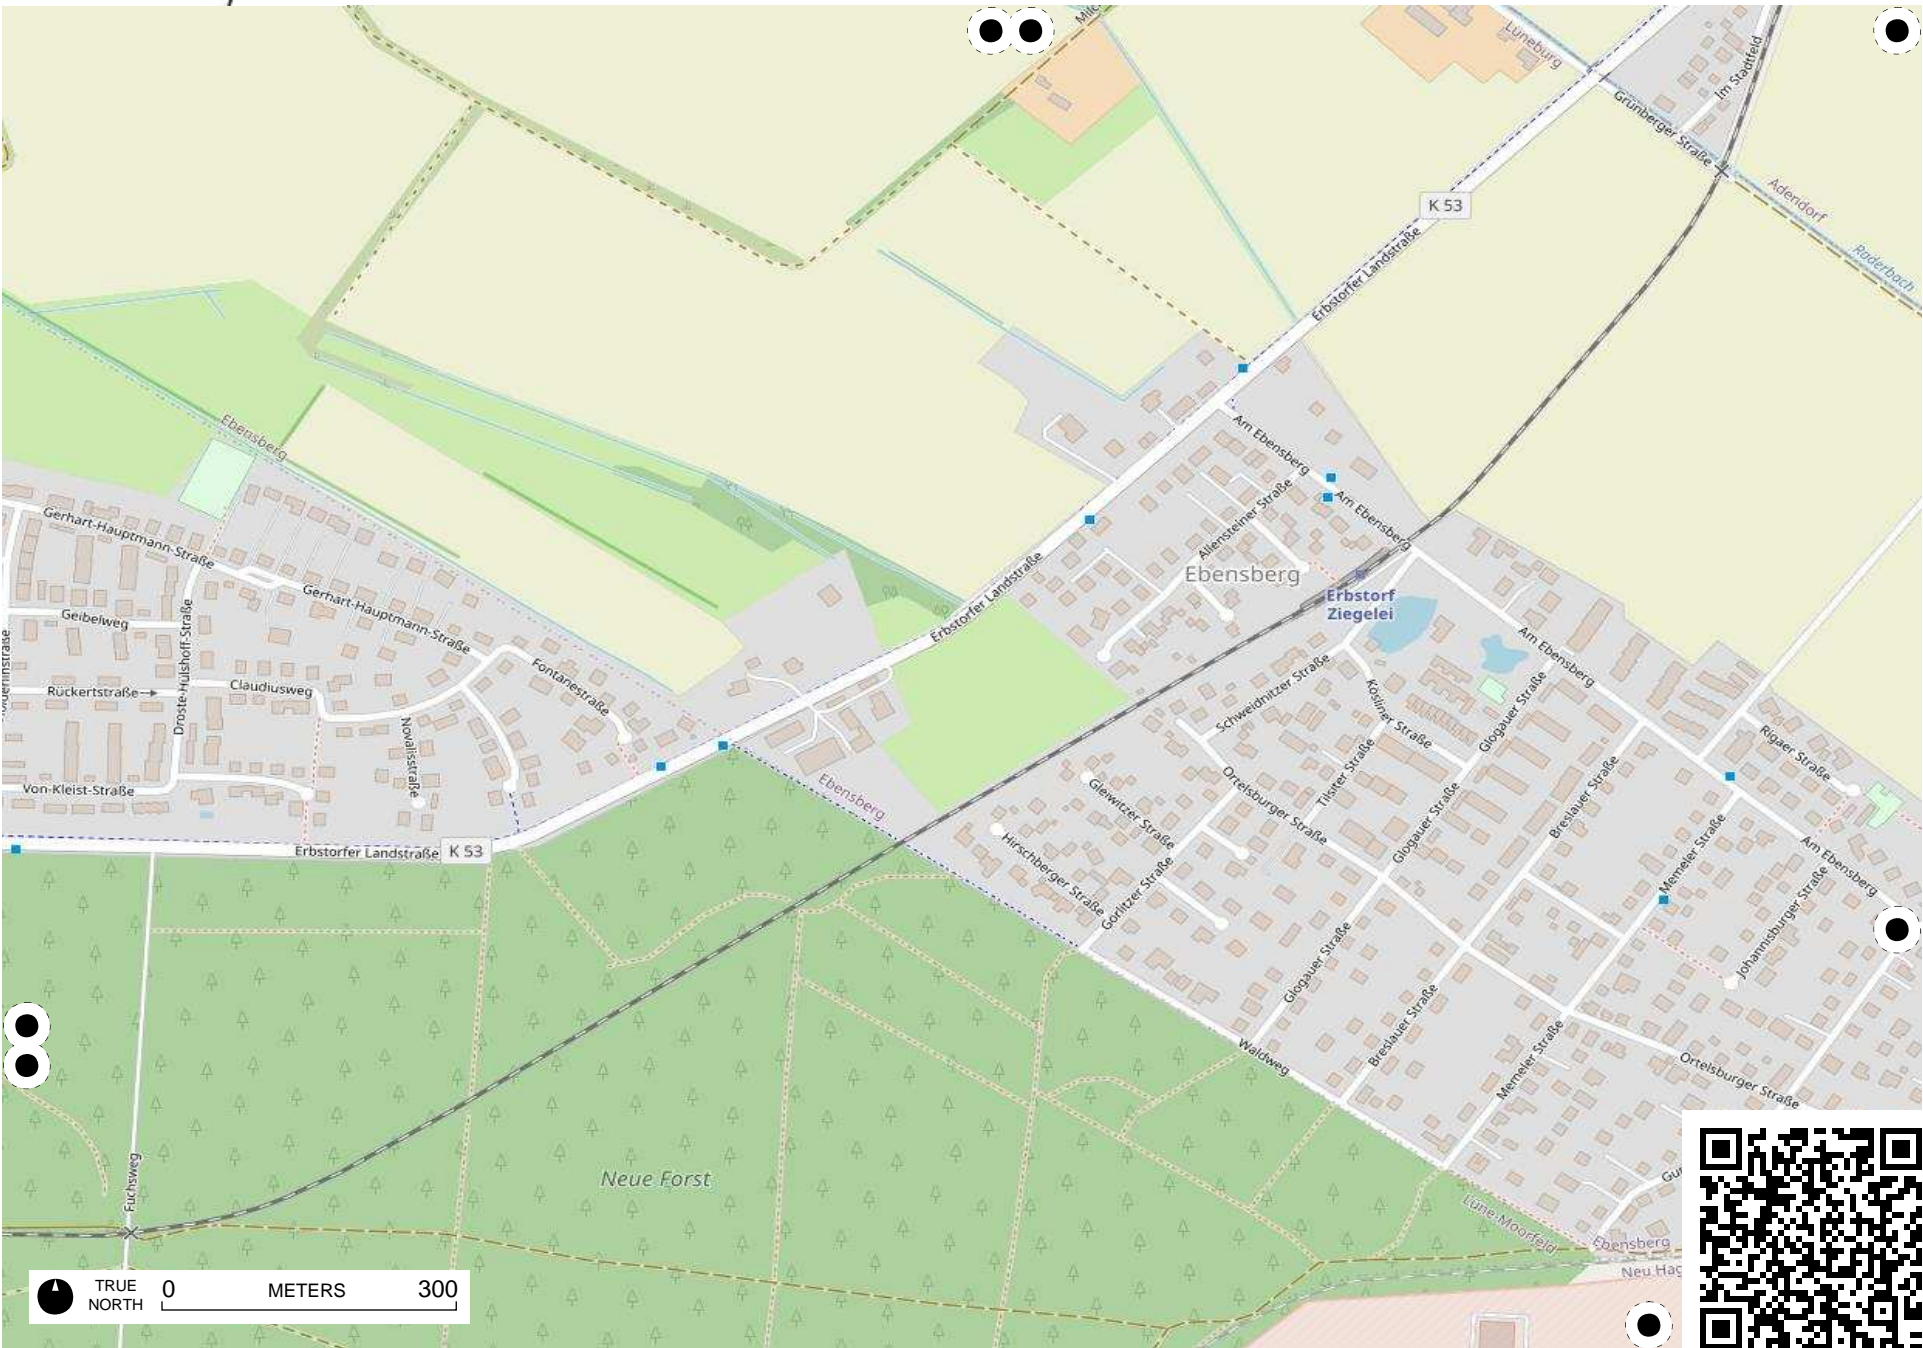 Lüneburg
Im Stadtfeld
Grünberger Straße
Adendorf
Raderbach
K 53
Erbstorfer Landstraße
Ebensberg
Am Ebensberg
Allensteiner Straße
Am Ebensberg
Ebensberg
Erbstorf
Ziegelei
Gerhart-Hauptmann-Straße
Gerhart-Hauptmann-Straße
Erbstorfer Landstraße
Geibelweg
Droste-Hülshoff-Straße
Rückertstraße
Claudiusweg
Fontanestraße
Novalisstraße
Von-Kleist-Straße
Erbstorfer Landstraße
K 53
Ebensberg
Schweidnitzer Straße
Kösliner Straße
Tilsiter Straße
Glogauer Straße
Am Ebensberg
Rigaer Straße
Ortelsburger Straße
Gleiwitzer Straße
Hirschberger Straße
Görlitzer Straße
Glogauer Straße
Breslauer Straße
Memeler Straße
Am Ebensberg
Johannisburger Straße
Glogauer Straße
Breslauer Straße
Memeler Straße
Ortelsburger Straße
Waldweg
Fuchsweg
Neue Forst
Lüne-Moorfeld
Ebensberg
TRUE
NORTH
0 METERS 300